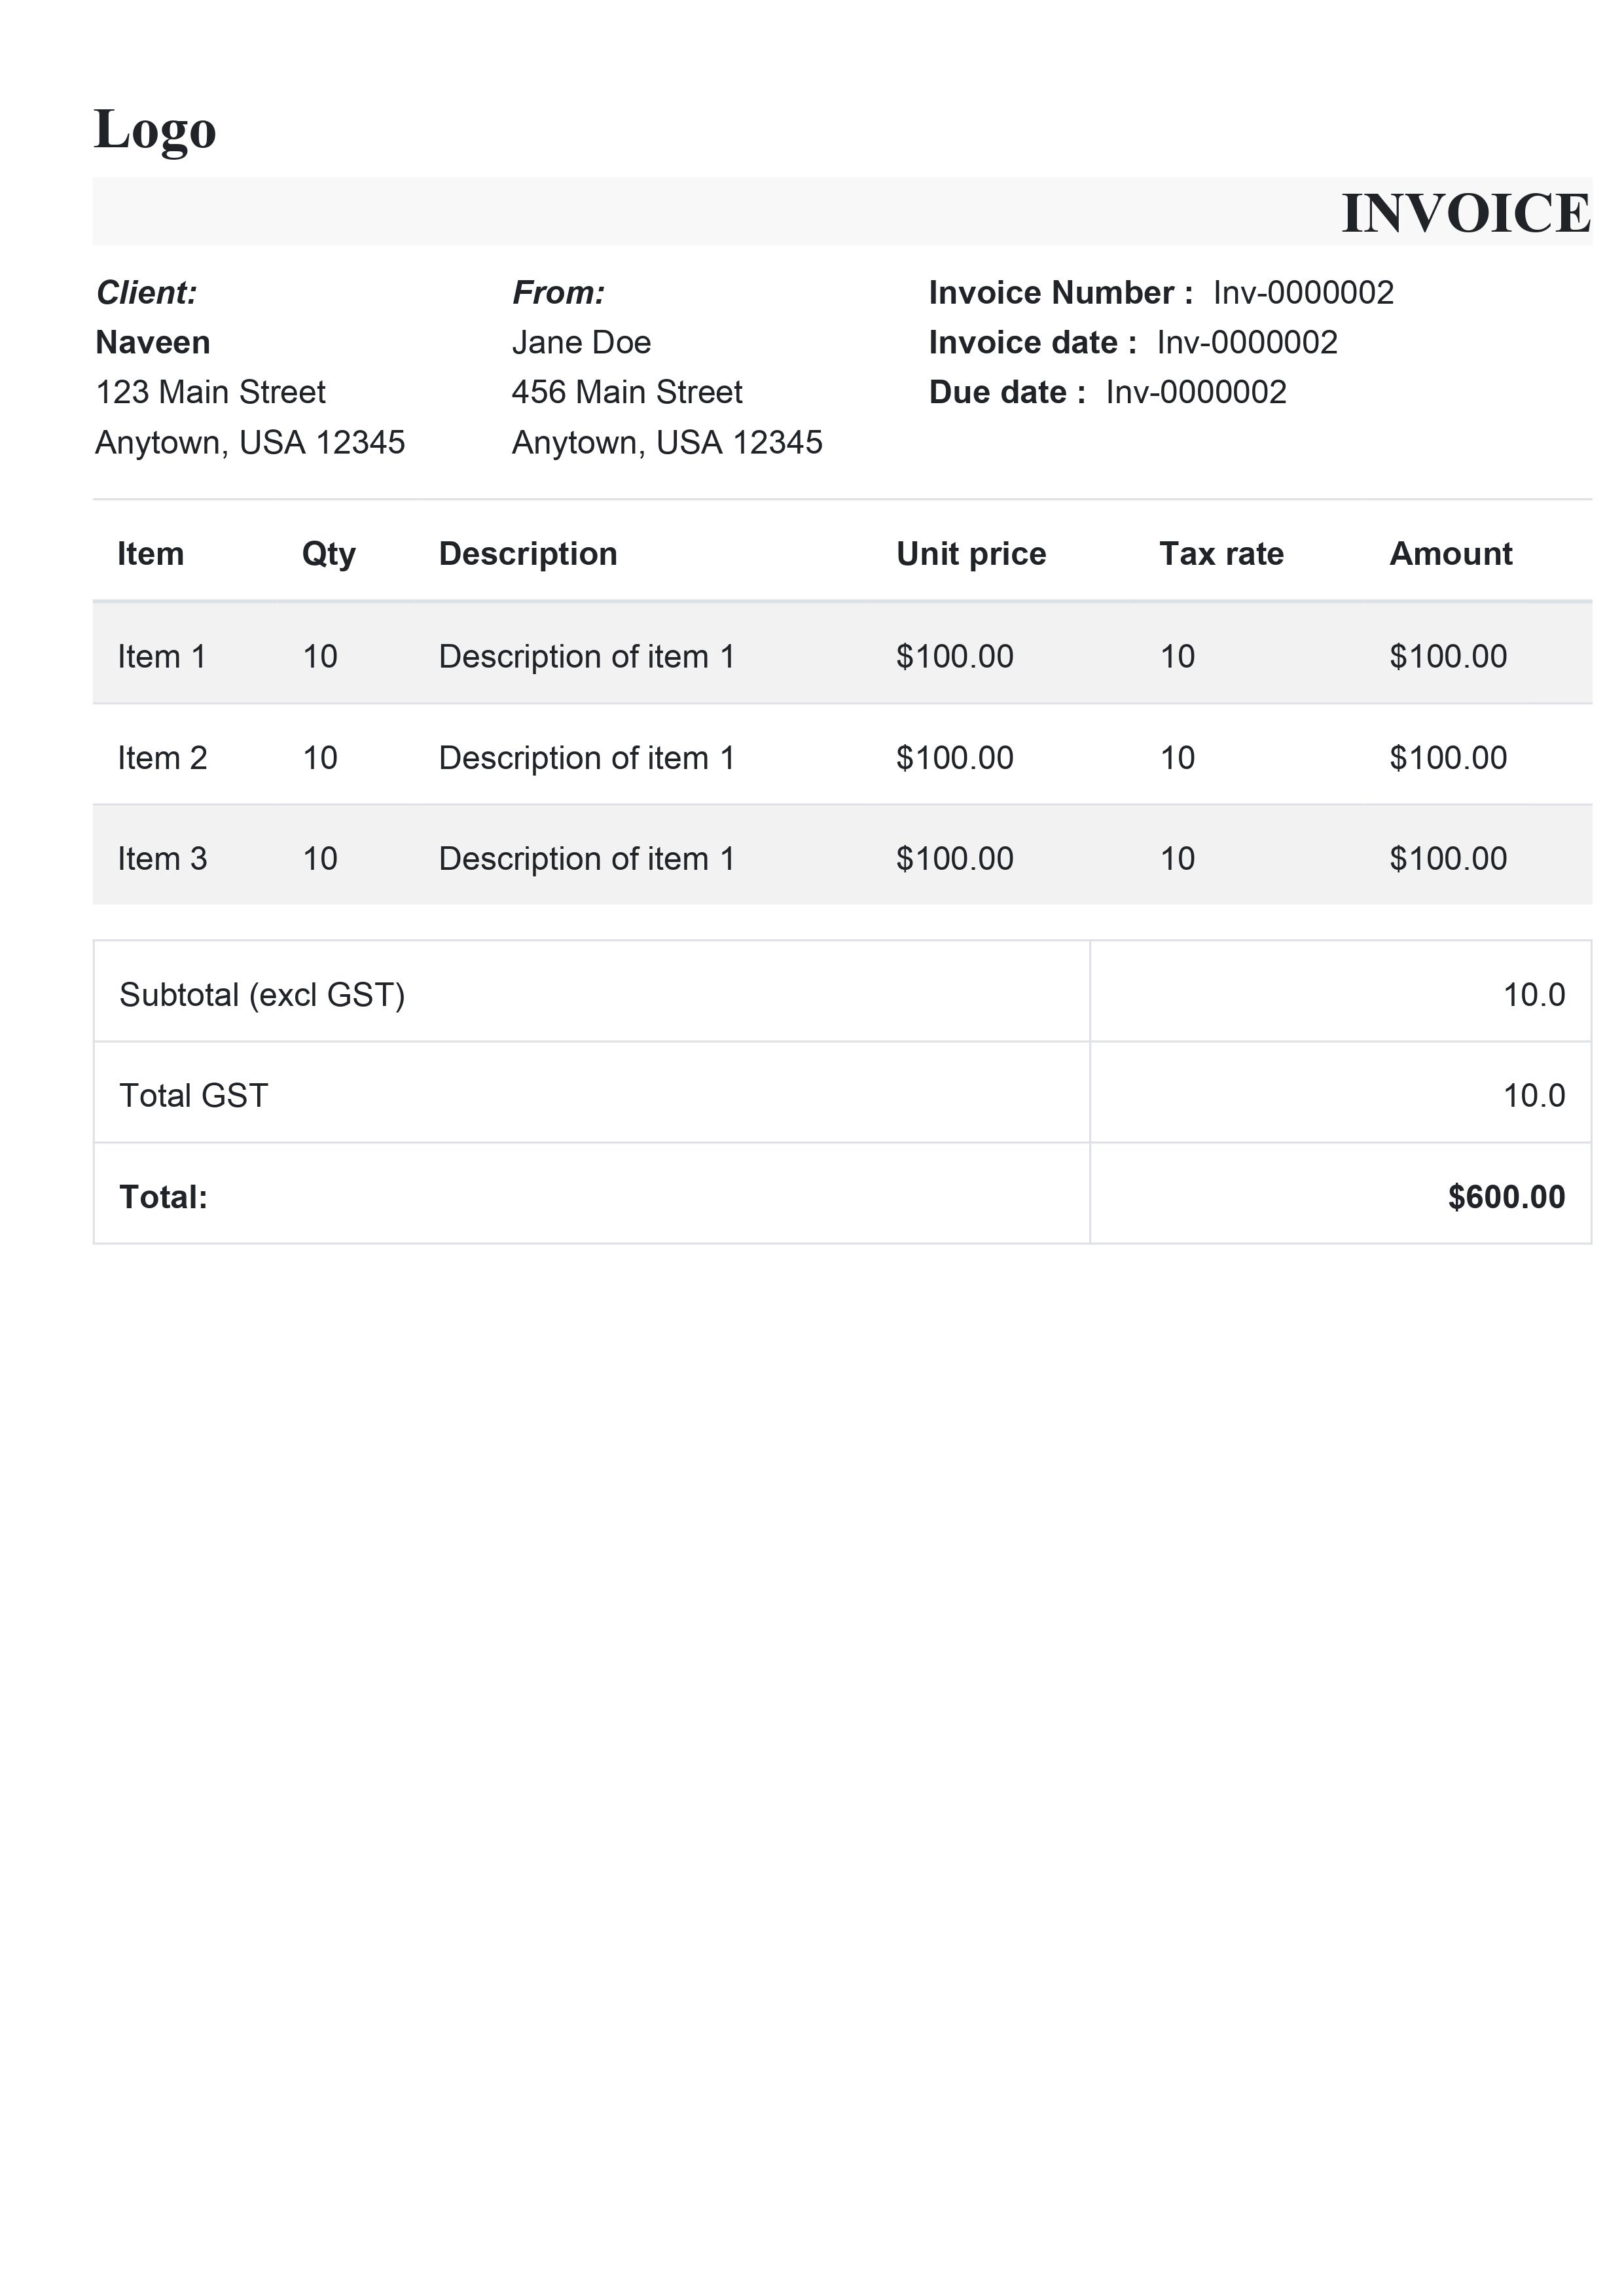 Logo
INVOICE
Client:
Naveen
123 Main Street
Anytown, USA 12345
From:
Jane Doe
456 Main Street
Anytown, USA 12345
Invoice Number : Inv-0000002
Invoice date : Inv-0000002
Due date : Inv-0000002
Item Qty Description Unit price Tax rate Amount
Item 1 10 Description of item 1 $100.00 10 $100.00
Item 2 10 Description of item 1 $100.00 10 $100.00
Item 3 10 Description of item 1 $100.00 10 $100.00
Subtotal (excl GST) 10.0
Total GST 10.0
Total: $600.00